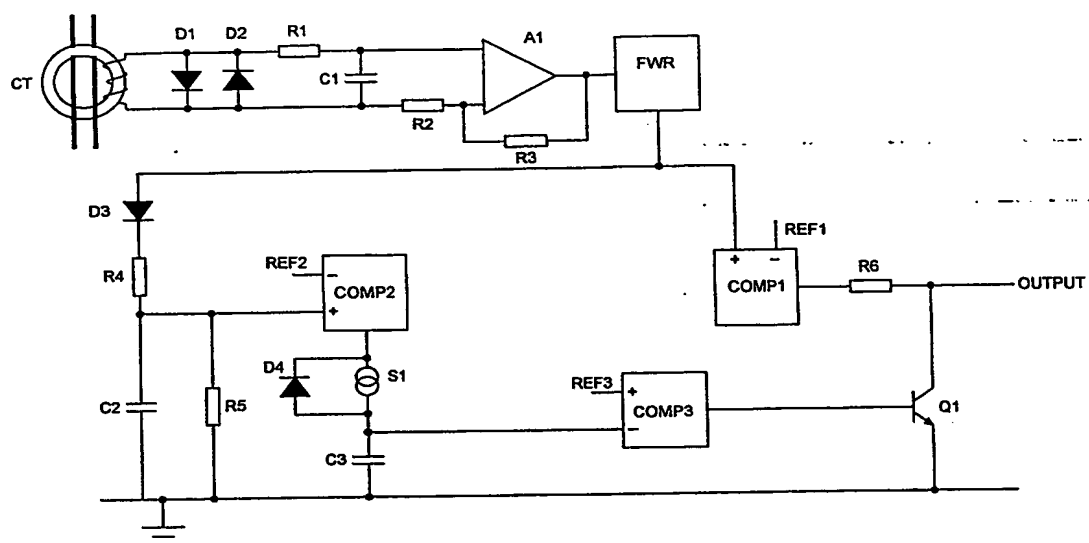 D1 D2 R1 A1
CT C1 FWR
R2
R3
D3
REF1
R4 REF2 − COMP2 + + − COMP1 R6 OUTPUT
D4 S1
REF3 + COMP3 −
C2 R5 Q1
C3